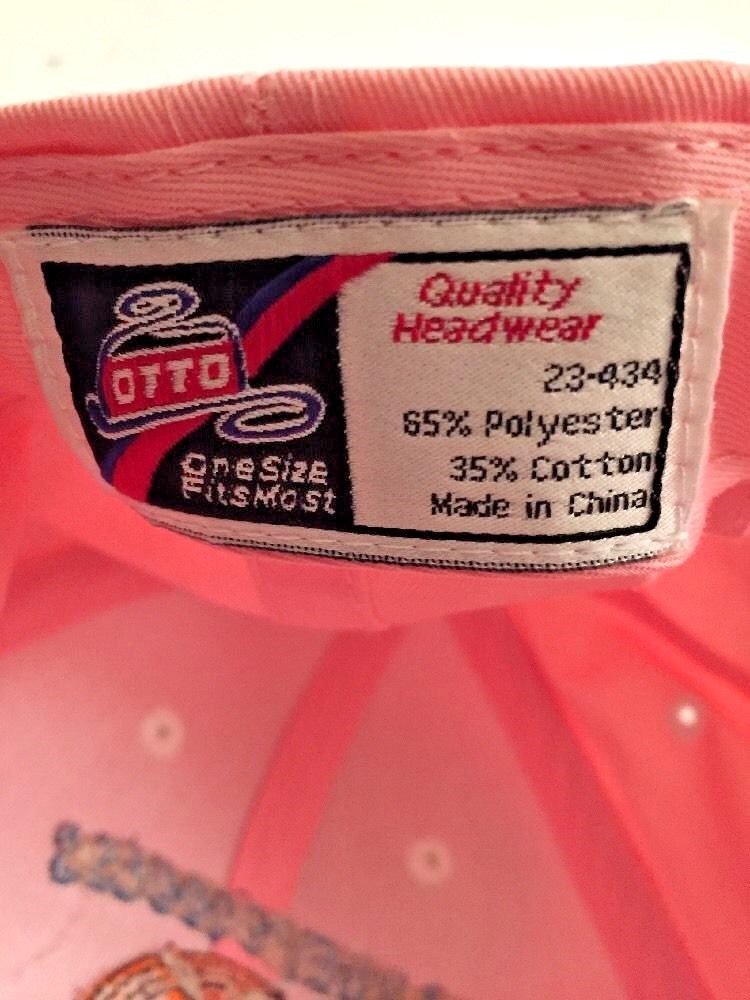 OTTO
One Size
Fits Most
Quality
Headwear
23-434
65% Polyester
35% Cotton
Made in China